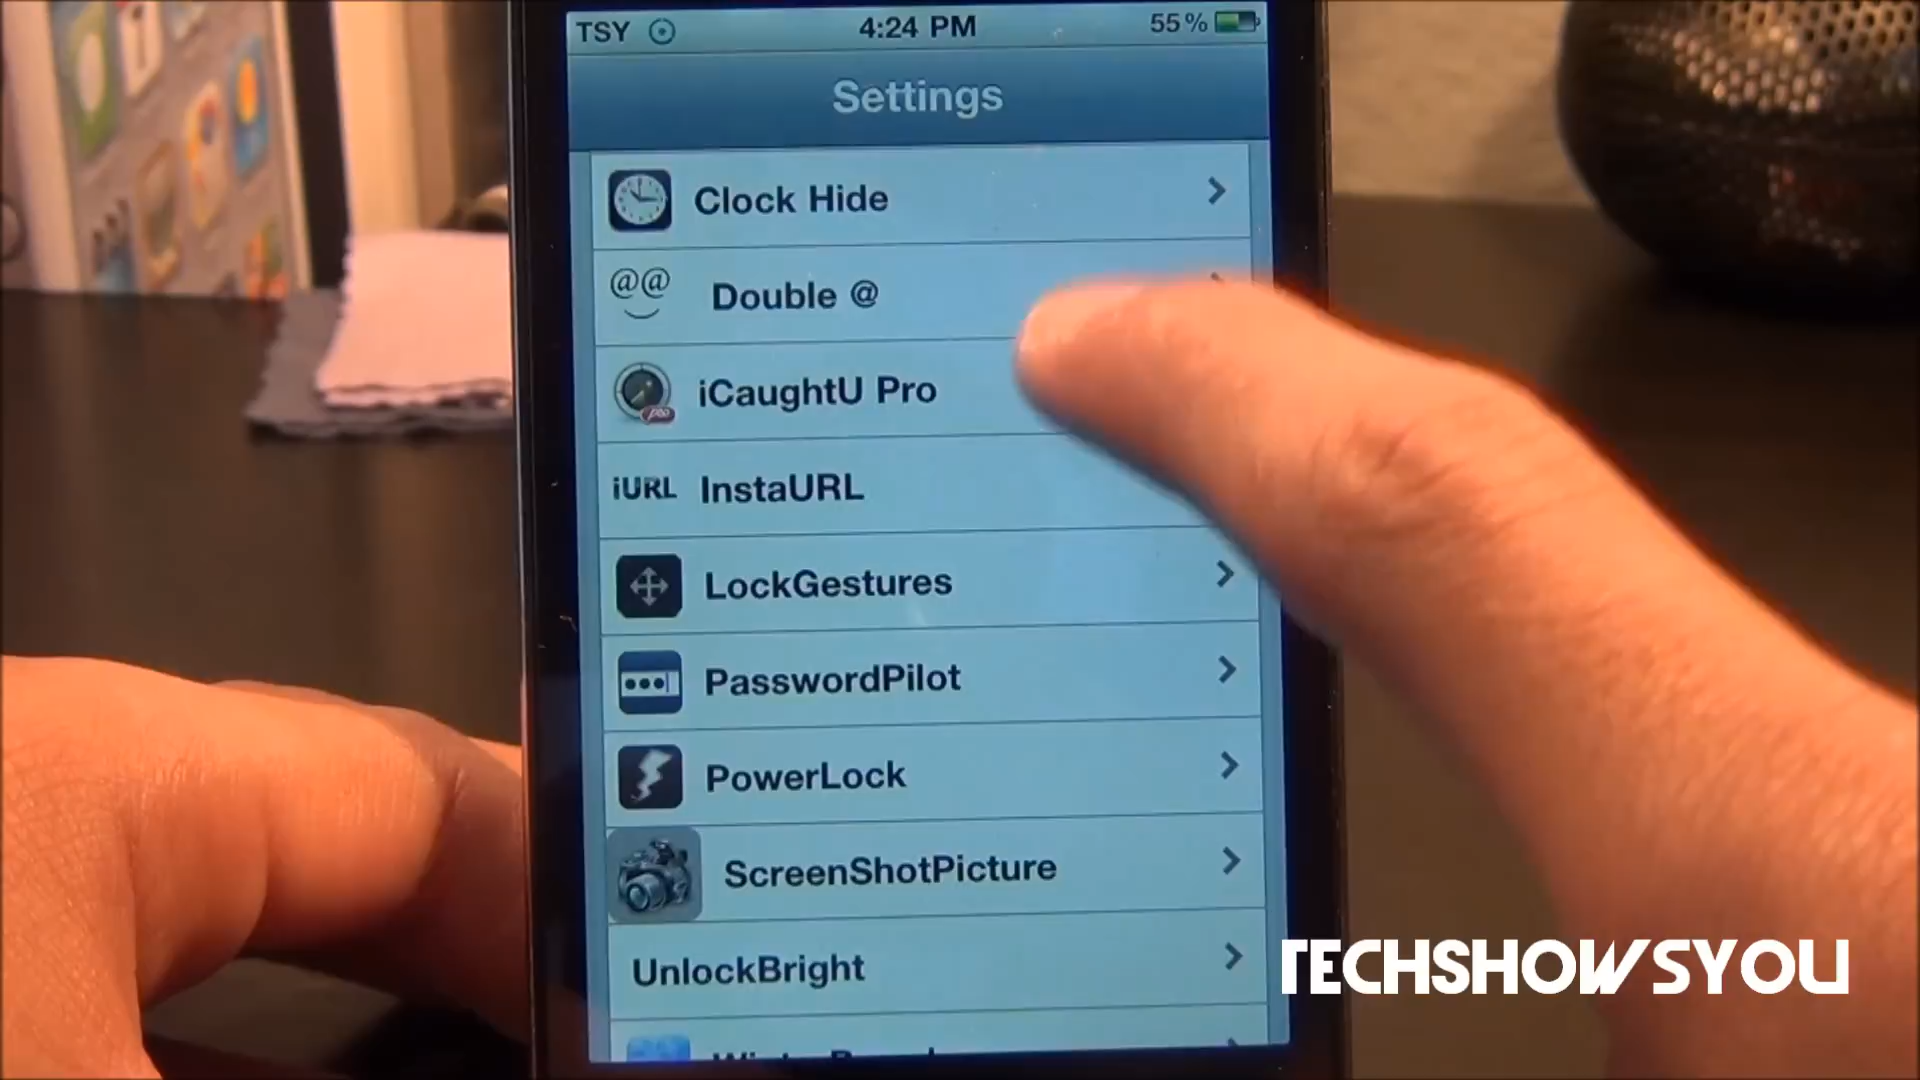 TSY 4:24 PM 55%
Settings
Clock Hide
@@ Double @
pro iCaughtU Pro
iURL InstaURL
LockGestures
PasswordPilot
PowerLock
ScreenShotPicture
UnlockBright
TECHSHOWSYOU